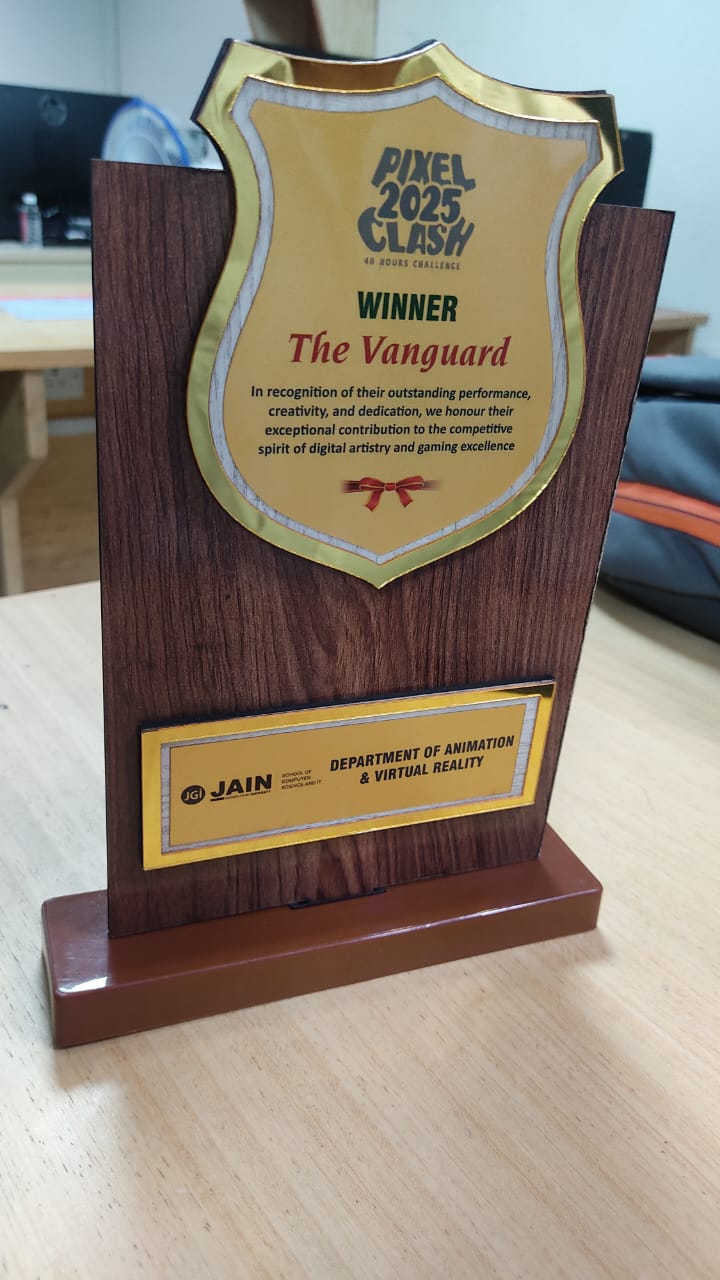 PIXEL
2025
CLASH
48 HOURS CHALLENGE
WINNER
The Vanguard
In recognition of their outstanding performance,
creativity, and dedication, we honour their
exceptional contribution to the competitive
spirit of digital artistry and gaming excellence
JGi
JAIN
SCHOOL OF
COMPUTER
SCIENCE AND IT
DEPARTMENT OF ANIMATION
& VIRTUAL REALITY